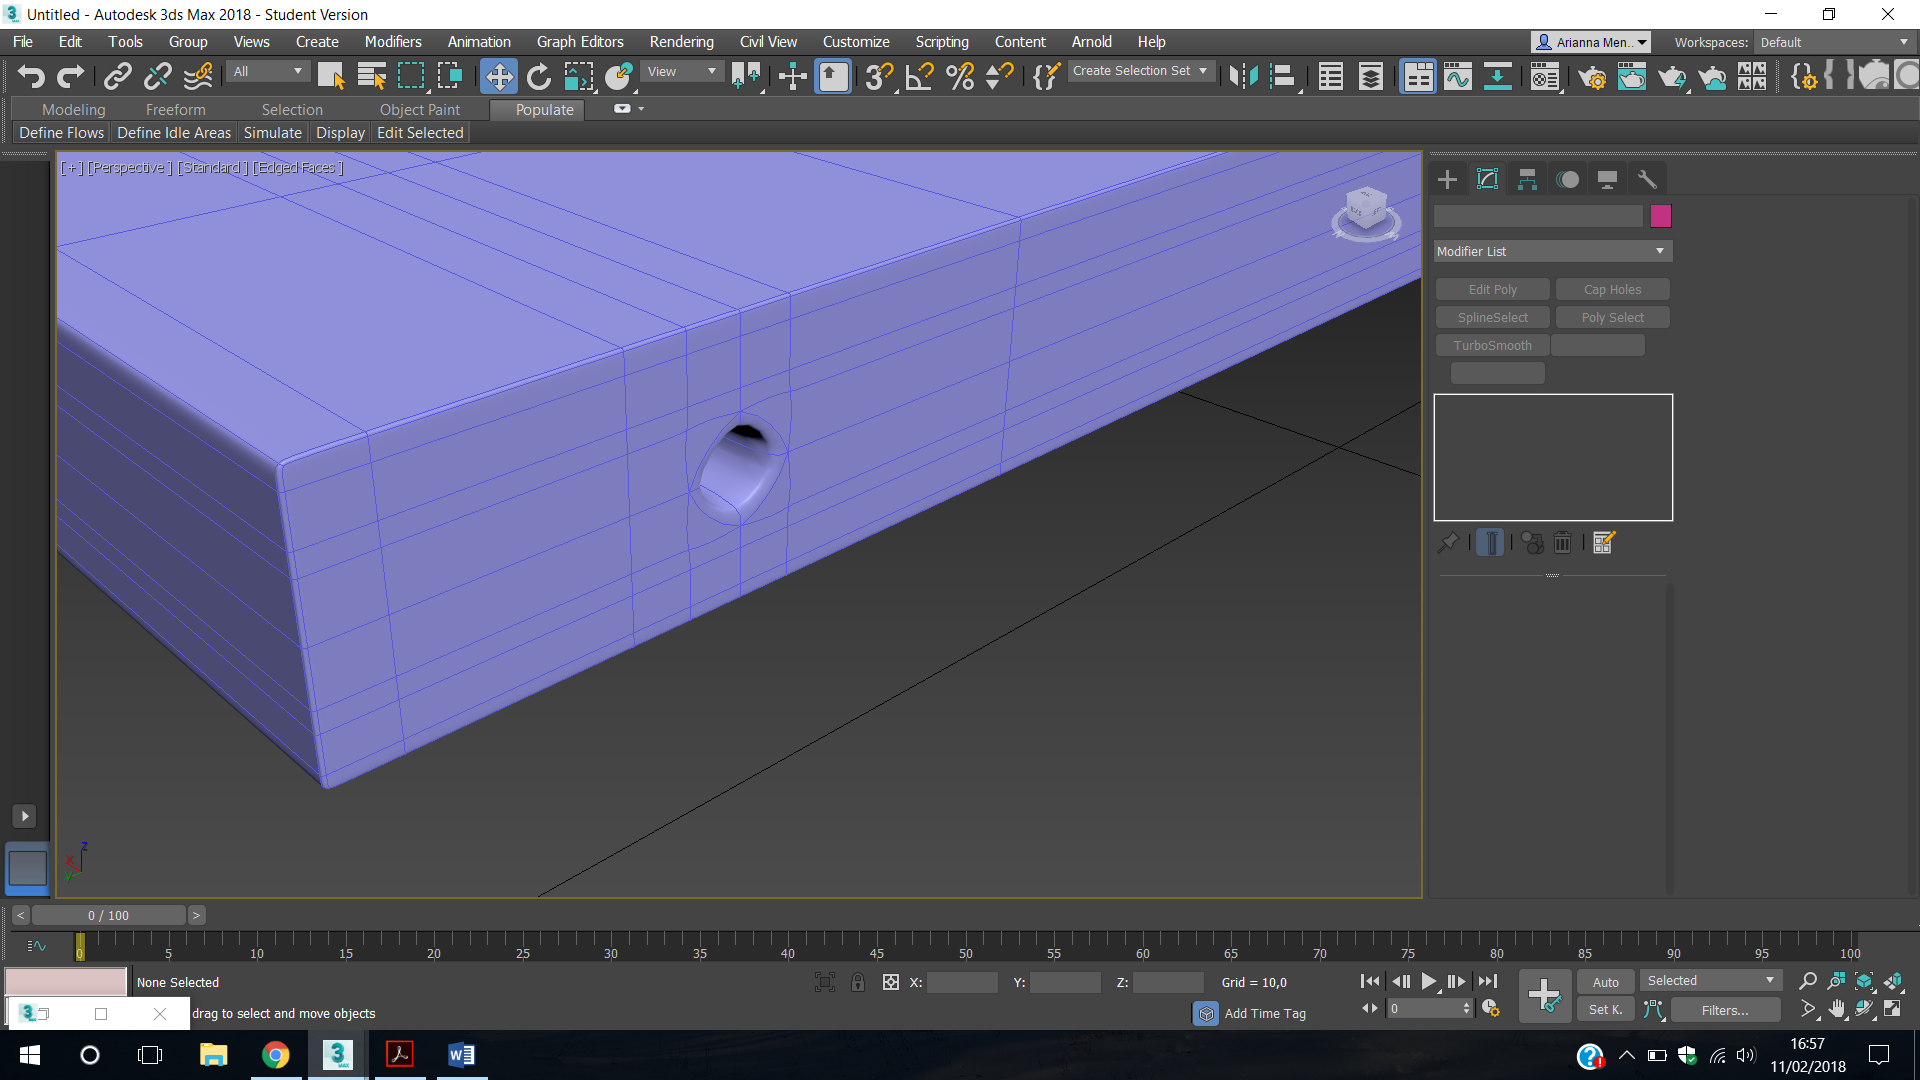 Untitled - Autodesk 3ds Max 2018 - Student Version
File Edit Tools Group Views Create Modifiers Animation Graph Editors Rendering Civil View Customize Scripting Content Arnold Help
Arianna Men... Workspaces: Default
All View Create Selection Set
Modeling Freeform Selection Object Paint Populate
Define Flows Define Idle Areas Simulate Display Edit Selected
[+] [Perspective ] [Standard ] [Edged Faces ]
Modifier List
Edit Poly Cap Holes
SplineSelect Poly Select
TurboSmooth
z
x
y
< 0 / 100 >
0 5 10 15 20 25 30 35 40 45 50 55 60 65 70 75 80 85 90 95 100
None Selected X: Y: Z: Grid = 10,0 Auto Selected
drag to select and move objects Add Time Tag 0 Set K. Filters...
16:57
11/02/2018